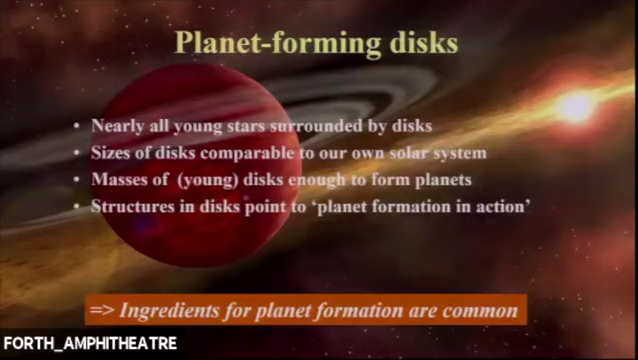 Planet-forming disks
• Nearly all young stars surrounded by disks
• Sizes of disks comparable to our own solar system
• Masses of (young) disks enough to form planets
• Structures in disks point to ‘planet formation in action’
=> Ingredients for planet formation are common
FORTH_AMPHITHEATRE